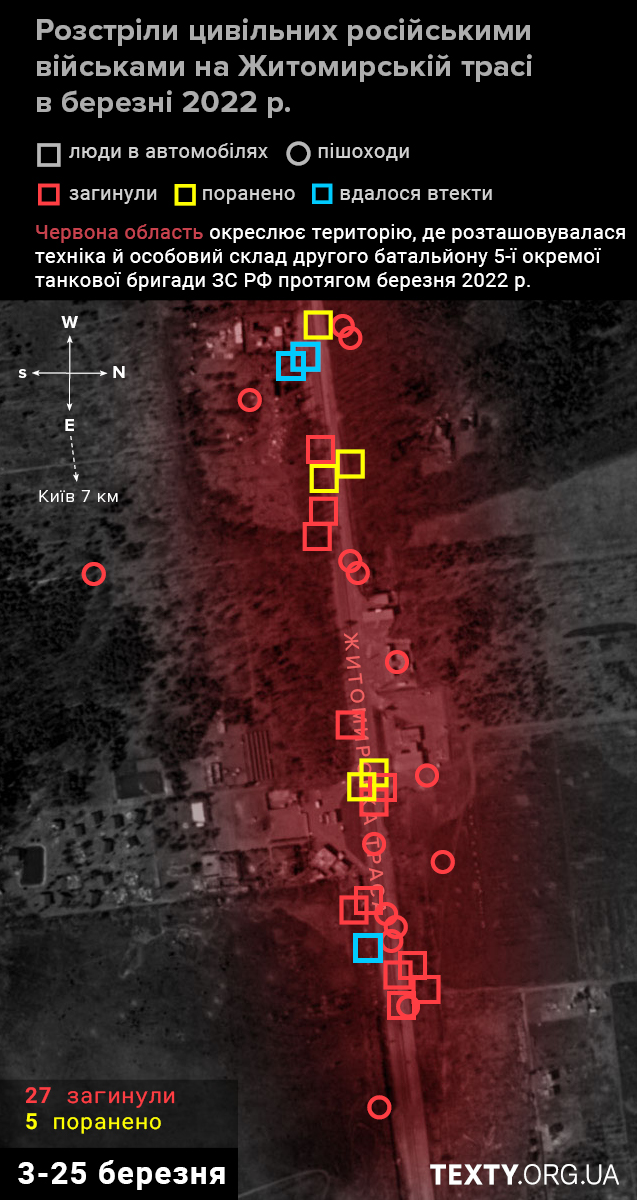 Розстріли цивільних російськими
військами на Житомирській трасі
в березні 2022 р.
люди в автомобілях пішоходи
загинули поранено вдалося втекти
Червона область окреслює територію, де розташовувалася
техніка й особовий склад другого батальйону 5-ї окремої
танкової бригади ЗС РФ протягом березня 2022 р.
W
S N
E
Київ 7 км
ЖИТОМИРСЬКА ТРАСА
27 загинули
5 поранено
3-25 березня
TEXTY.ORG.UA